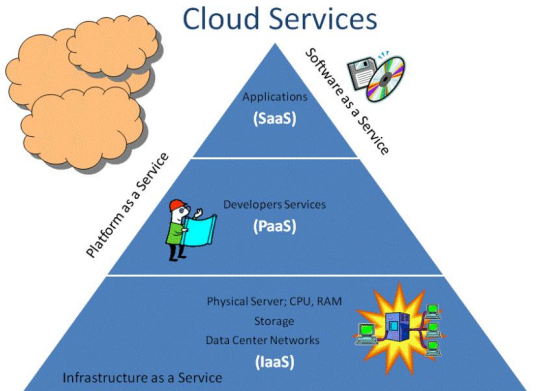 Cloud Services
Software as a Service
Applications
(SaaS)
Platform as a Service
Developers Services
(PaaS)
Physical Server; CPU, RAM
Storage
Data Center Networks
(IaaS)
Infrastructure as a Service